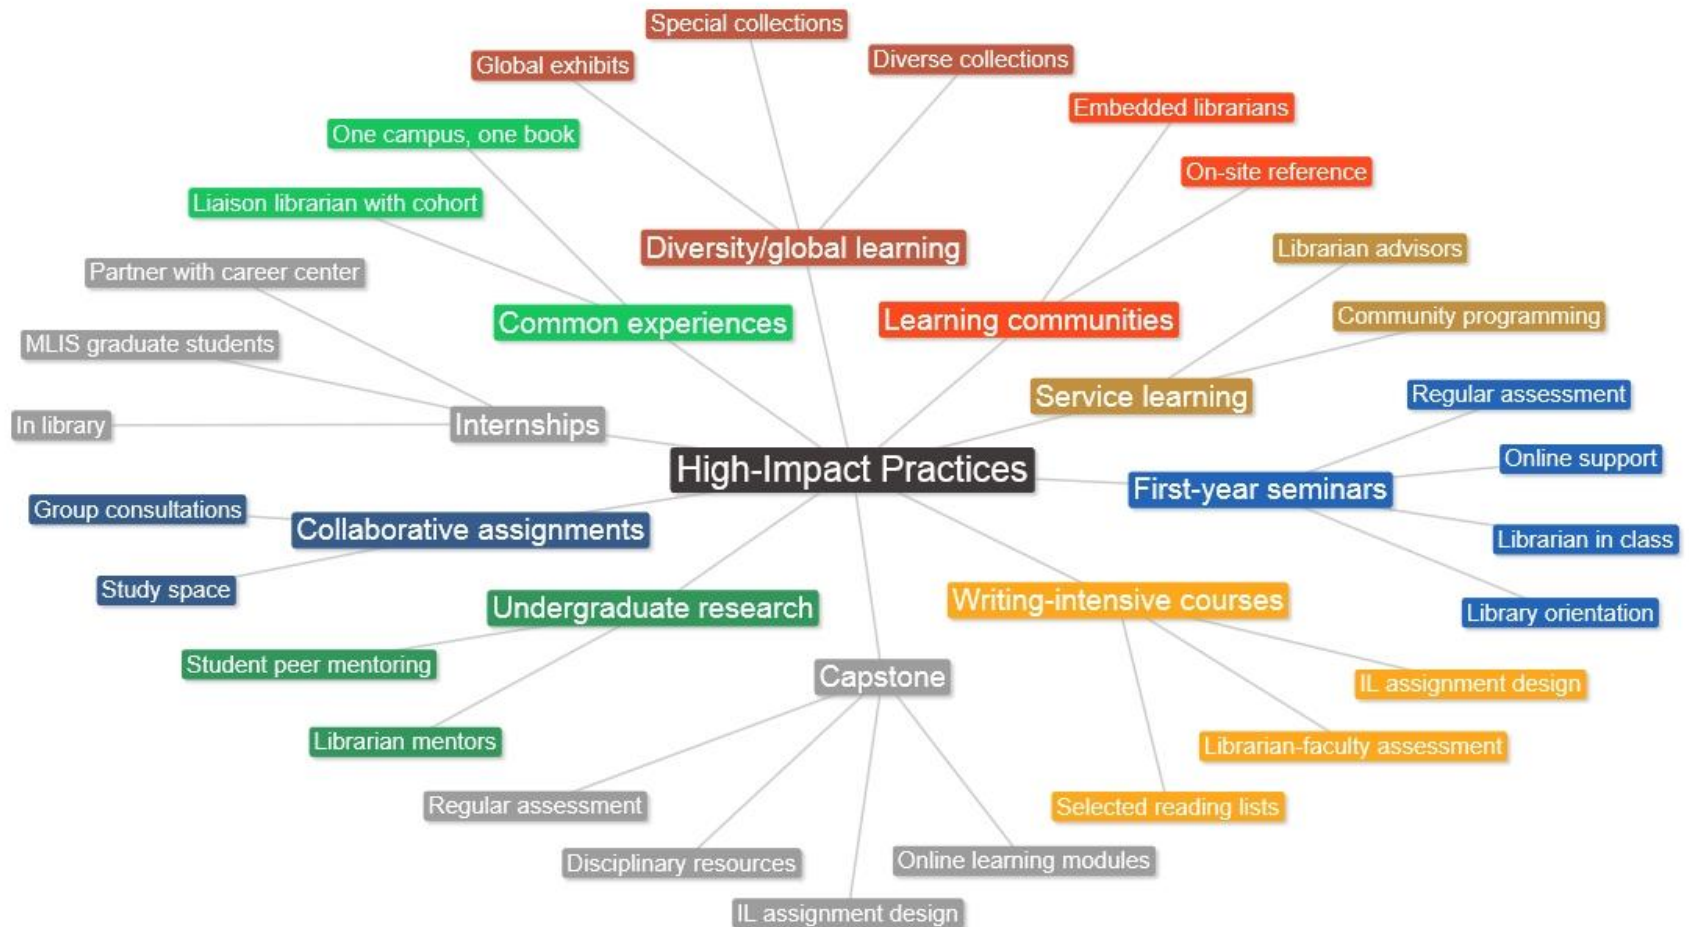 Special collections
Global exhibits
Diverse collections
Embedded librarians
One campus, one book
On-site reference
Liaison librarian with cohort
Diversity/global learning
Librarian advisors
Partner with career center
Common experiences
Learning communities
Community programming
MLIS graduate students
Service learning
Regular assessment
In library
Internships
High-Impact Practices
Online support
First-year seminars
Group consultations
Collaborative assignments
Librarian in class
Study space
Undergraduate research
Writing-intensive courses
Library orientation
Student peer mentoring
Capstone
IL assignment design
Librarian mentors
Librarian-faculty assessment
Regular assessment
Selected reading lists
Disciplinary resources
Online learning modules
IL assignment design